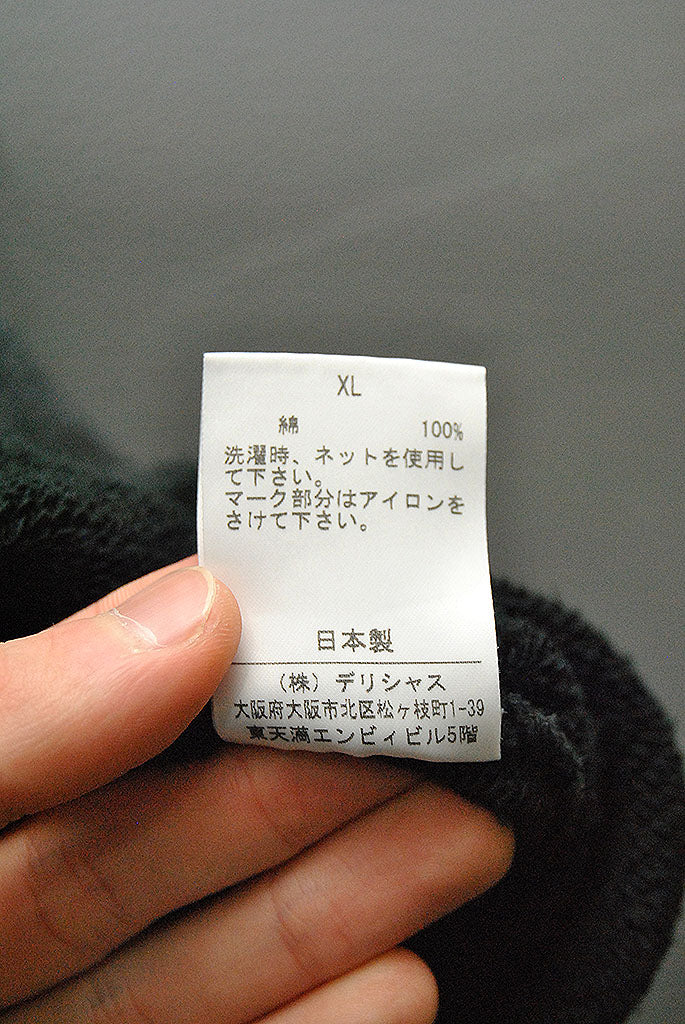 XL
綿 100%
洗濯時、ネットを使用し
て下さい。
マーク部分はアイロンを
さけて下さい。
日本製
(株) デリシャス
大阪府大阪市北区松ヶ枝町1-39
東天満エンビィビル5階